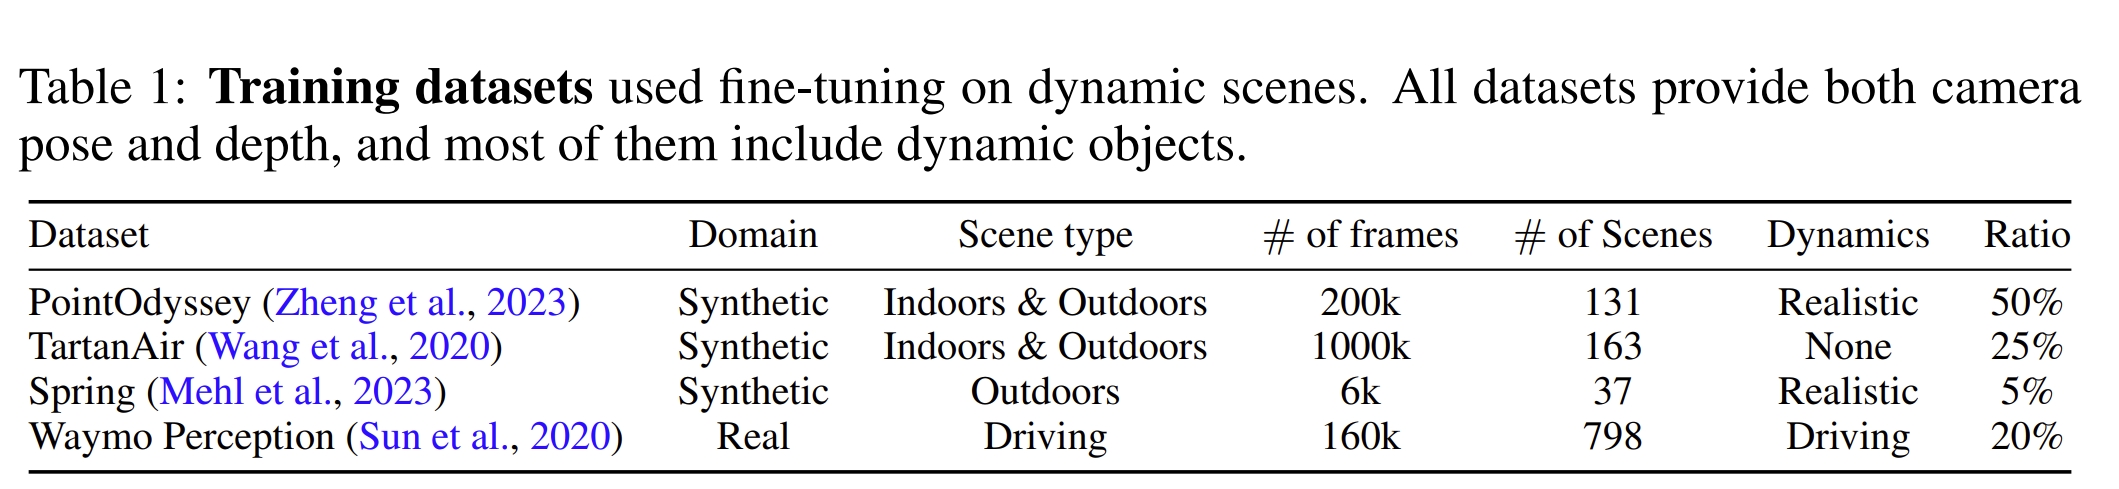 Table 1: Training datasets used fine-tuning on dynamic scenes. All datasets provide both camera
pose and depth, and most of them include dynamic objects.
Dataset Domain Scene type # of frames # of Scenes Dynamics Ratio
PointOdyssey (Zheng et al., 2023) Synthetic Indoors & Outdoors 200k 131 Realistic 50%
TartanAir (Wang et al., 2020) Synthetic Indoors & Outdoors 1000k 163 None 25%
Spring (Mehl et al., 2023) Synthetic Outdoors 6k 37 Realistic 5%
Waymo Perception (Sun et al., 2020) Real Driving 160k 798 Driving 20%